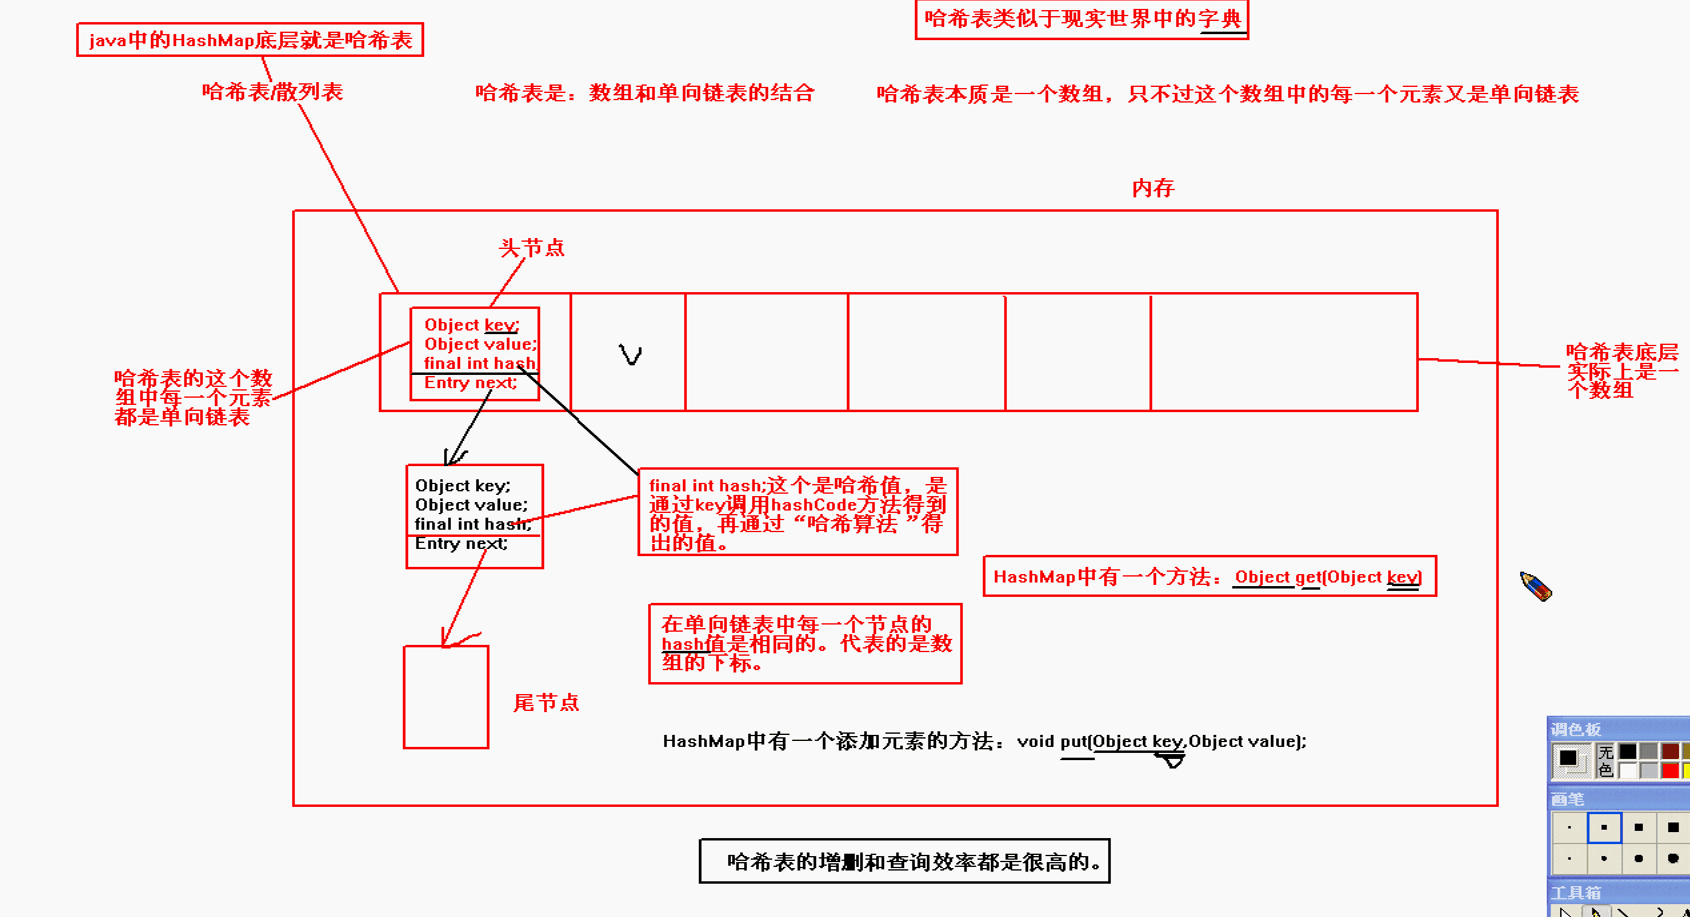 哈希表类似于现实世界中的字典
java中的HashMap底层就是哈希表
哈希表/散列表
哈希表是：数组和单向链表的结合
哈希表本质是一个数组，只不过这个数组中的每一个元素又是单向链表
内存
头节点
Object key;
Object value;
final int hash;
Entry next;
哈希表的这个数
组中每一个元素
都是单向链表
哈希表底层
实际上是一
个数组
Object key;
Object value;
final int hash;
Entry next;
final int hash;这个是哈希值，是
通过key调用hashCode方法得到
的值，再通过“哈希算法 ”得
出的值。
HashMap中有一个方法：Object get(Object key)
在单向链表中每一个节点的
hash值是相同的。代表的是数
组的下标。
尾节点
HashMap中有一个添加元素的方法：void put(Object key,Object value);
哈希表的增删和查询效率都是很高的。
调色板
无
色
画笔
工具箱